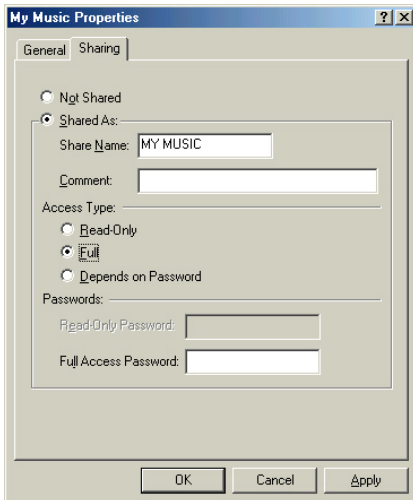 My Music Properties
General Sharing
Not Shared
Shared As:
Share Name: MY MUSIC
Comment:
Access Type:
Read-Only
Full
Depends on Password
Passwords:
Read-Only Password:
Full Access Password:
OK Cancel Apply